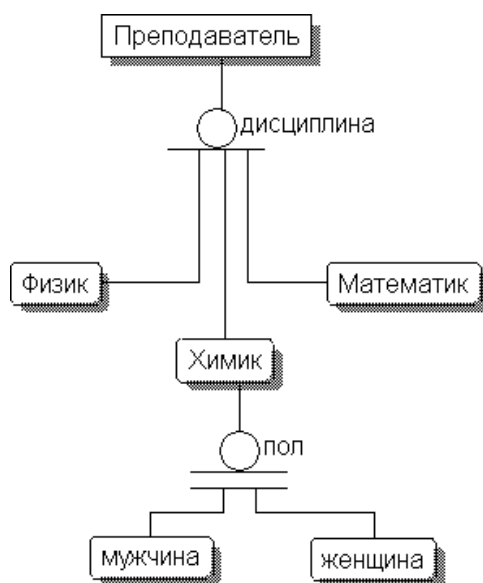 Преподаватель
дисциплина
Физик
Математик
Химик
пол
мужчина
женщина